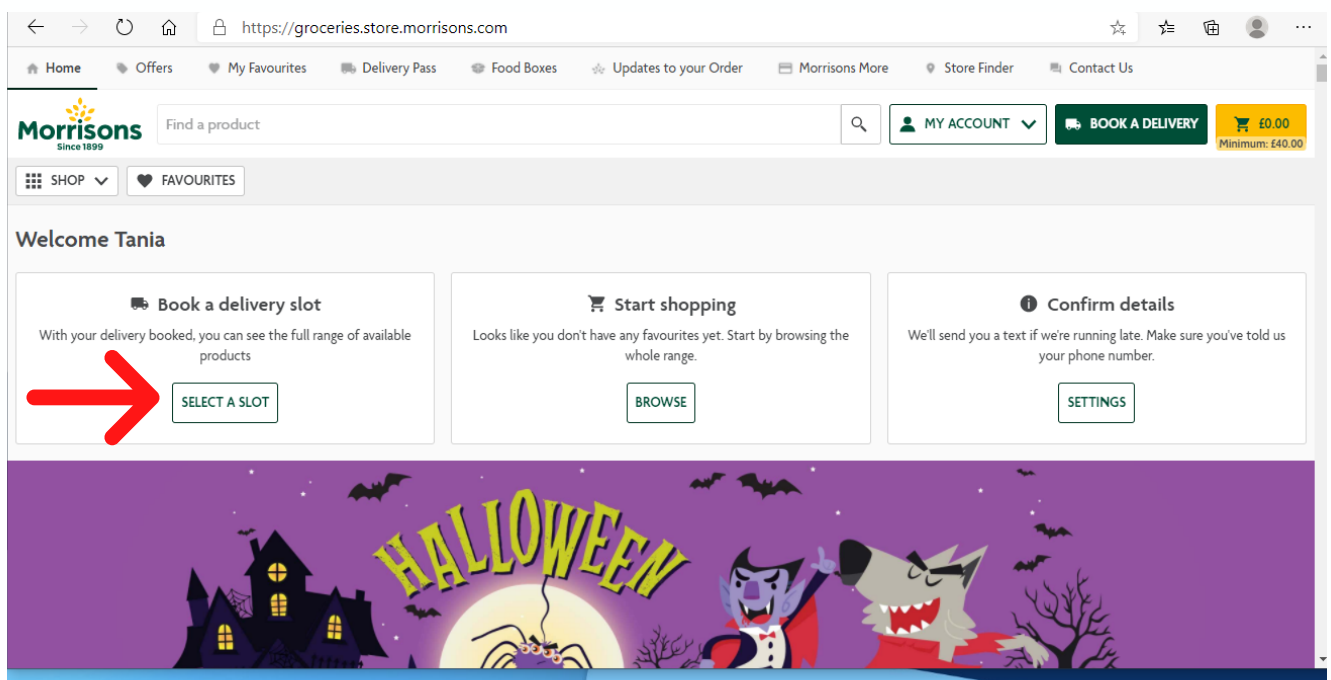 https://groceries.store.morrisons.com
Home Offers My Favourites Delivery Pass Food Boxes Updates to your Order Morrisons More Store Finder Contact Us
Morrisons
Since 1899
Find a product
MY ACCOUNT
BOOK A DELIVERY
£0.00
Minimum: £40.00
SHOP FAVOURITES
Welcome Tania
Book a delivery slot
With your delivery booked, you can see the full range of available
products
SELECT A SLOT
Start shopping
Looks like you don't have any favourites yet. Start by browsing the
whole range.
BROWSE
Confirm details
We'll send you a text if we're running late. Make sure you've told us
your phone number.
SETTINGS
HALLOWEEN